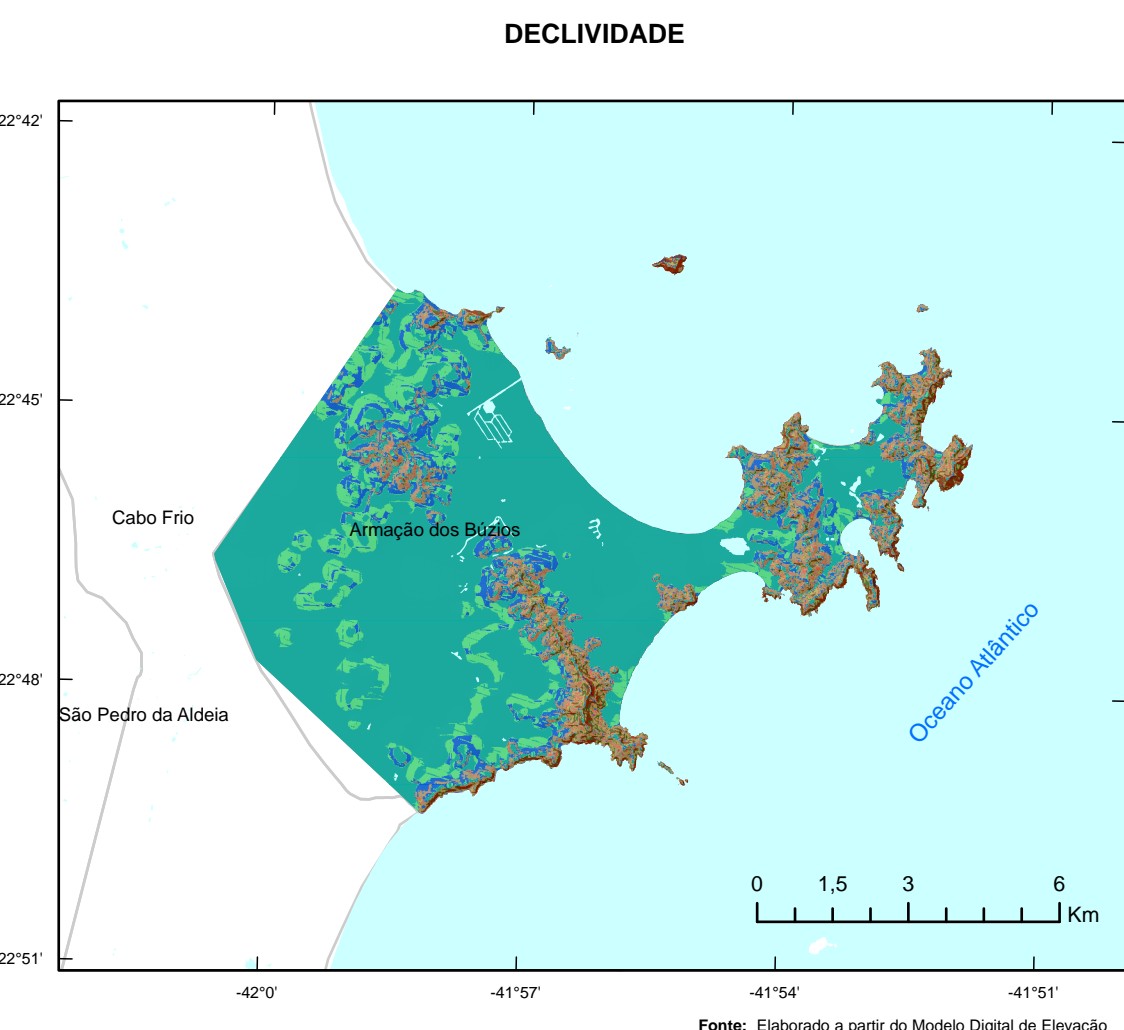 DECLIVIDADE
22°42'
22°45'
Cabo Frio
Armação dos Búzios
22°48'
São Pedro da Aldeia
Oceano Atlântico
0 1,5 3 6
Km
22°51'
-42°0' -41°57' -41°54' -41°51'
Fonte: Elaborado a partir do Modelo Digital de Elevação